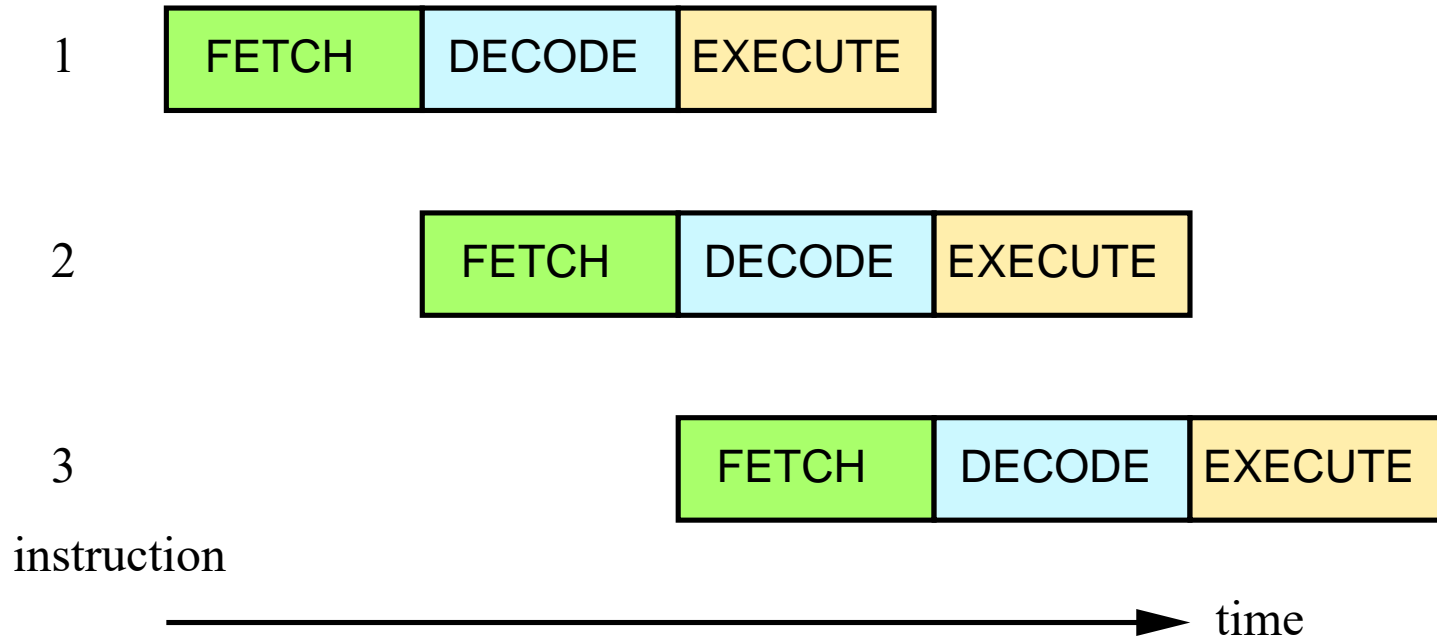 1 FETCH DECODE EXECUTE
2 FETCH DECODE EXECUTE
3 FETCH DECODE EXECUTE
instruction
time